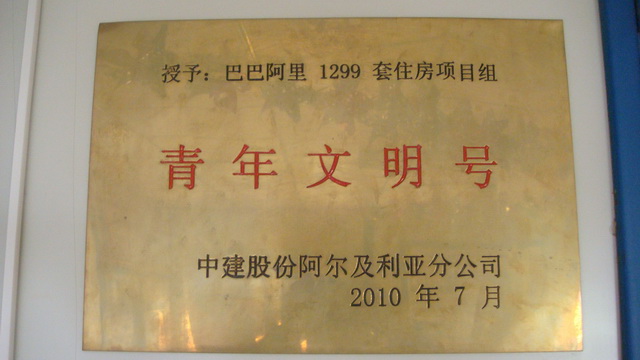 授予：巴巴阿里 1299 套住房项目组
青年文明号
中建股份阿尔及利亚分公司
2010 年 7 月